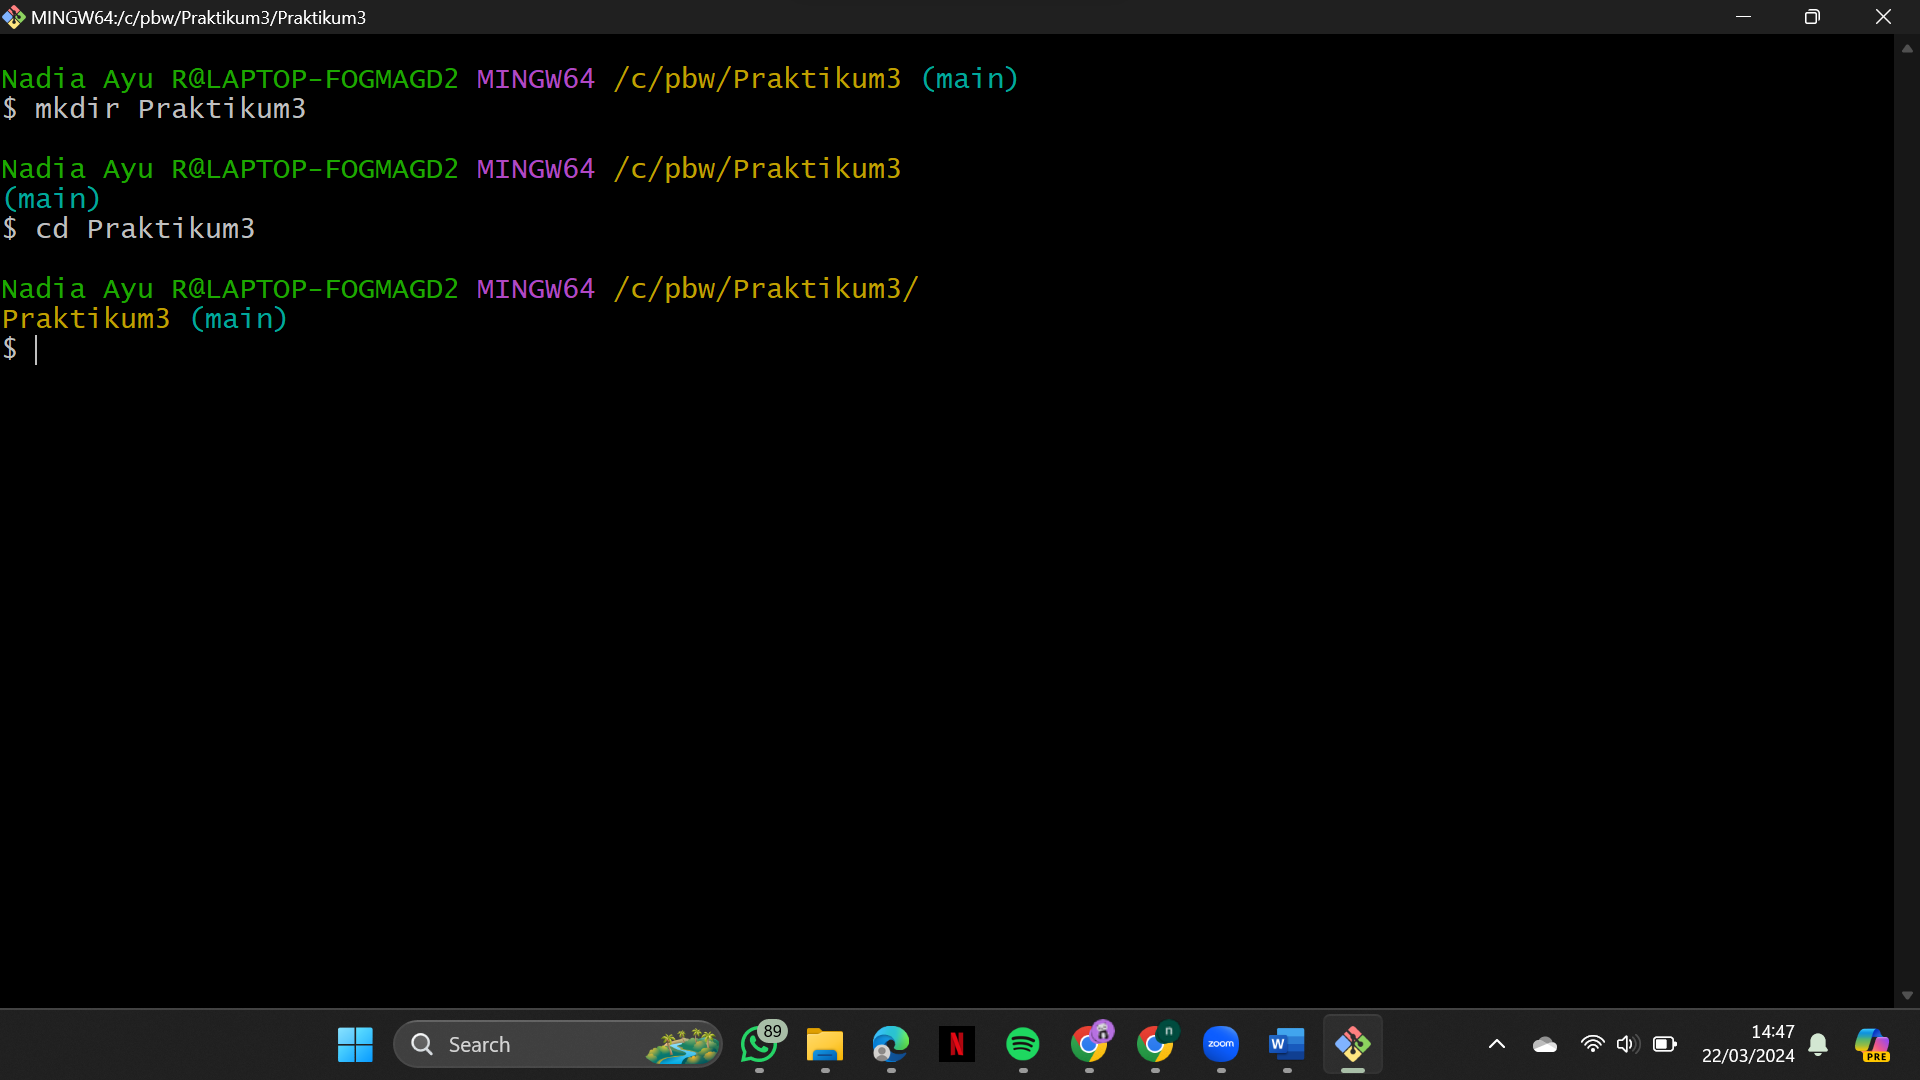 MINGW64:/c/pbw/Praktikum3/Praktikum3
Nadia Ayu R@LAPTOP-FOGMAGD2 MINGW64 /c/pbw/Praktikum3 (main)
$ mkdir Praktikum3
Nadia Ayu R@LAPTOP-FOGMAGD2 MINGW64 /c/pbw/Praktikum3
(main)
$ cd Praktikum3
Nadia Ayu R@LAPTOP-FOGMAGD2 MINGW64 /c/pbw/Praktikum3/
Praktikum3 (main)
$
Search
89
N
n
zoom
W
14:47
22/03/2024
PRE